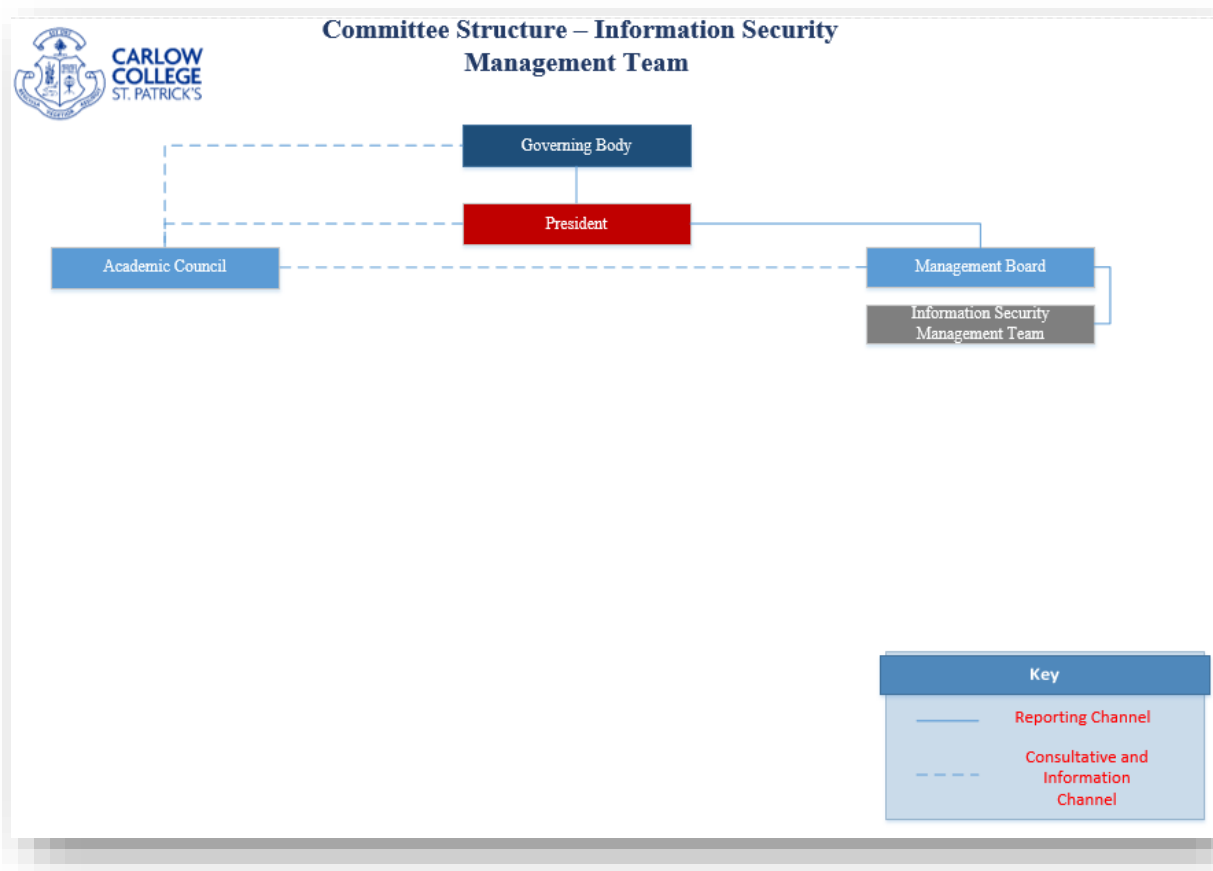 Committee Structure – Information Security
Management Team
CARLOW
COLLEGE
ST. PATRICK'S
Governing Body
President
Academic Council
Management Board
Information Security
Management Team
Key
Reporting Channel
Consultative and
Information
Channel